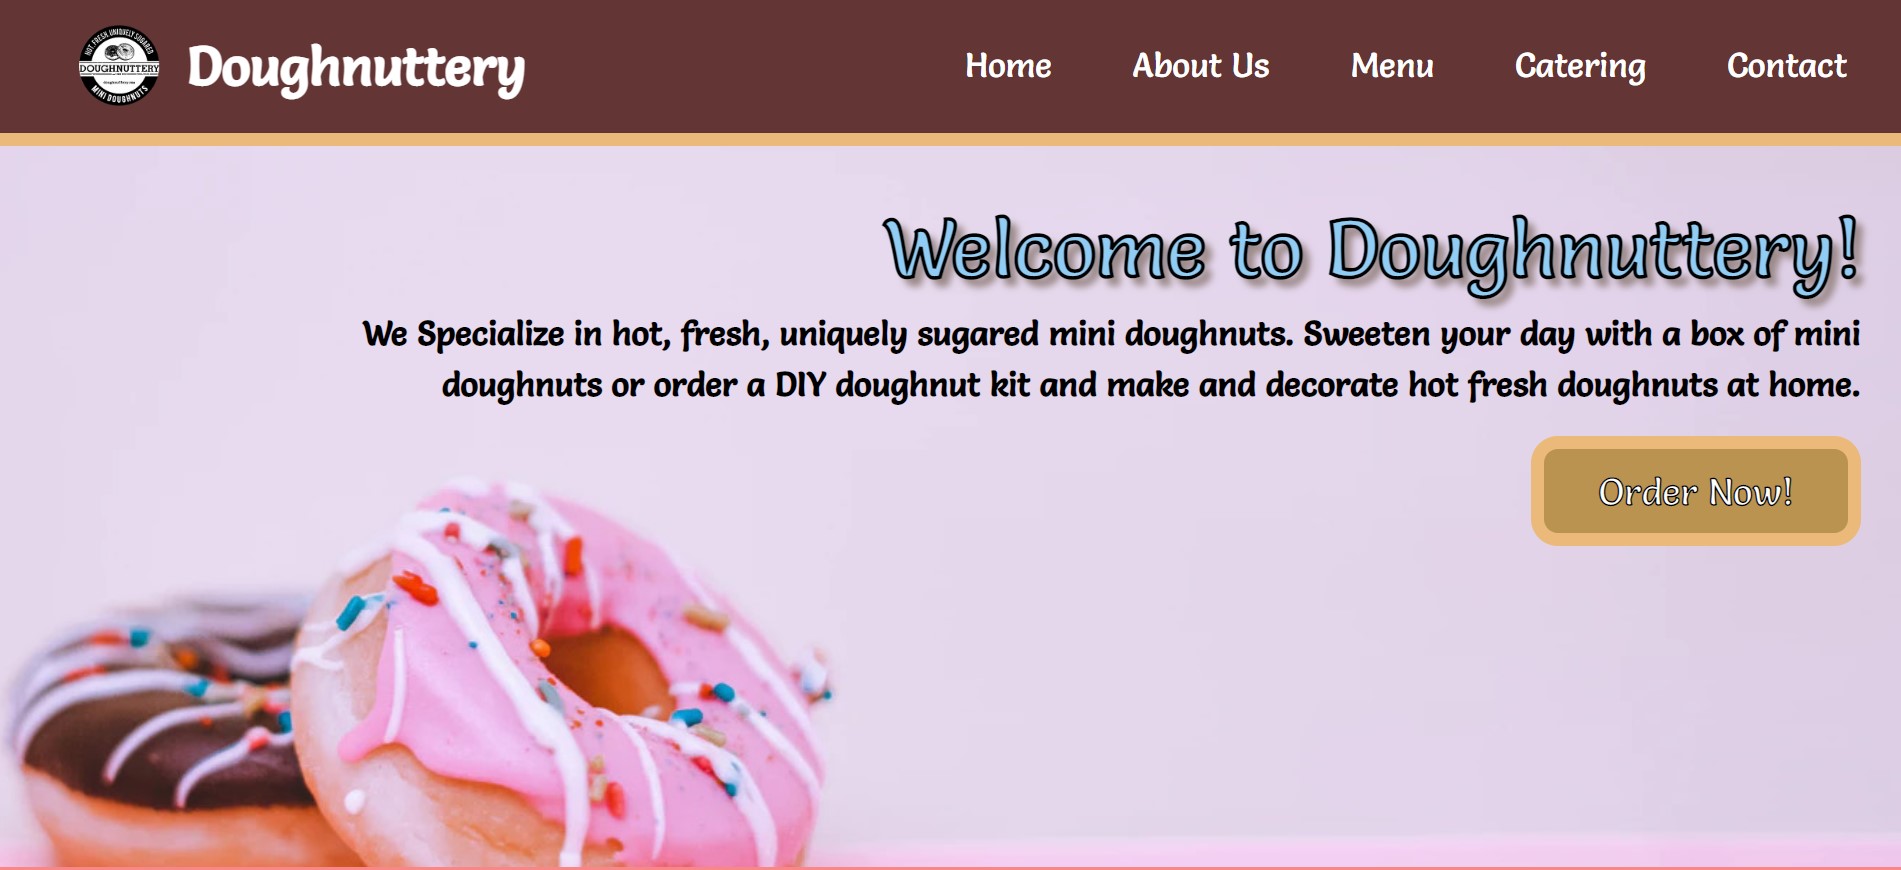 HOT, FRESH, UNIQUELY SUGARED
DOUGHNUTTERY
MINI DOUGHNUTS
Doughnuttery
Home About Us Menu Catering Contact
Welcome to Doughnuttery!
We Specialize in hot, fresh, uniquely sugared mini doughnuts. Sweeten your day with a box of mini
doughnuts or order a DIY doughnut kit and make and decorate hot fresh doughnuts at home.
Order Now!